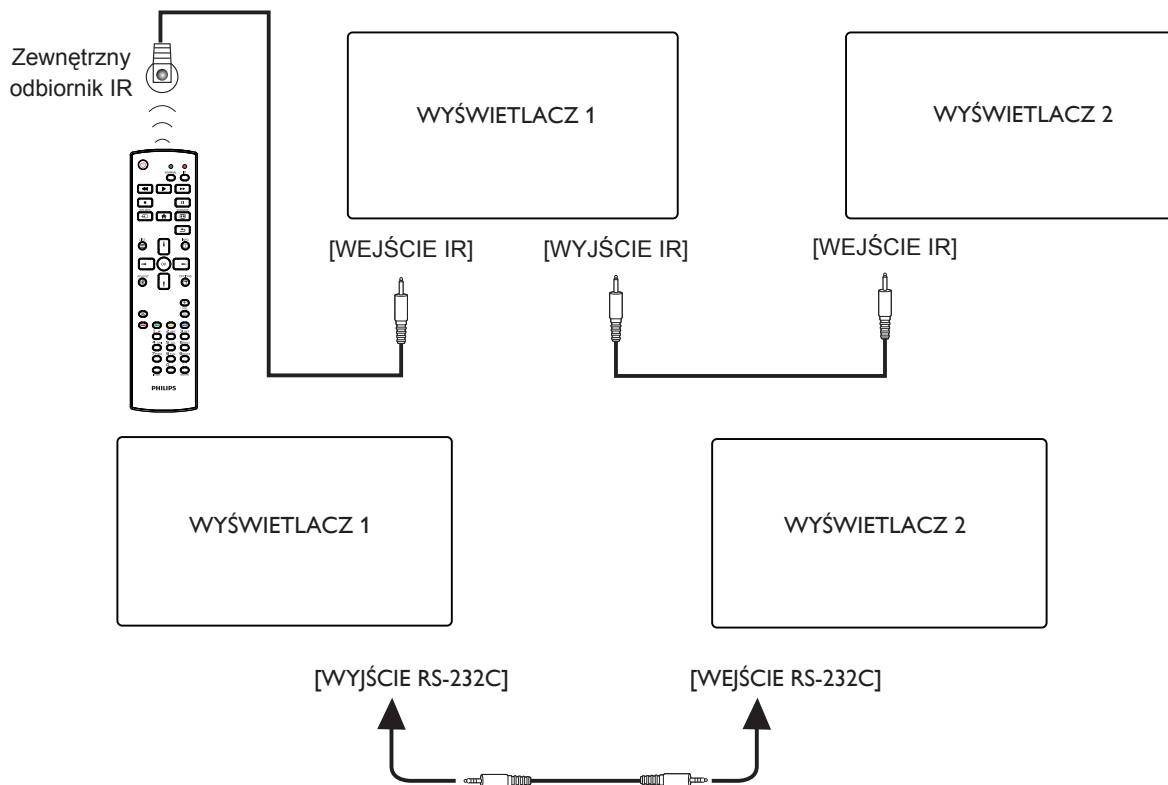 Zewnętrzny
odbiornik IR
WYŚWIETLACZ 1
WYŚWIETLACZ 2
[WEJŚCIE IR]
[WYJŚCIE IR]
[WEJŚCIE IR]
PHILIPS
WYŚWIETLACZ 1
WYŚWIETLACZ 2
[WYJŚCIE RS-232C]
[WEJŚCIE RS-232C]